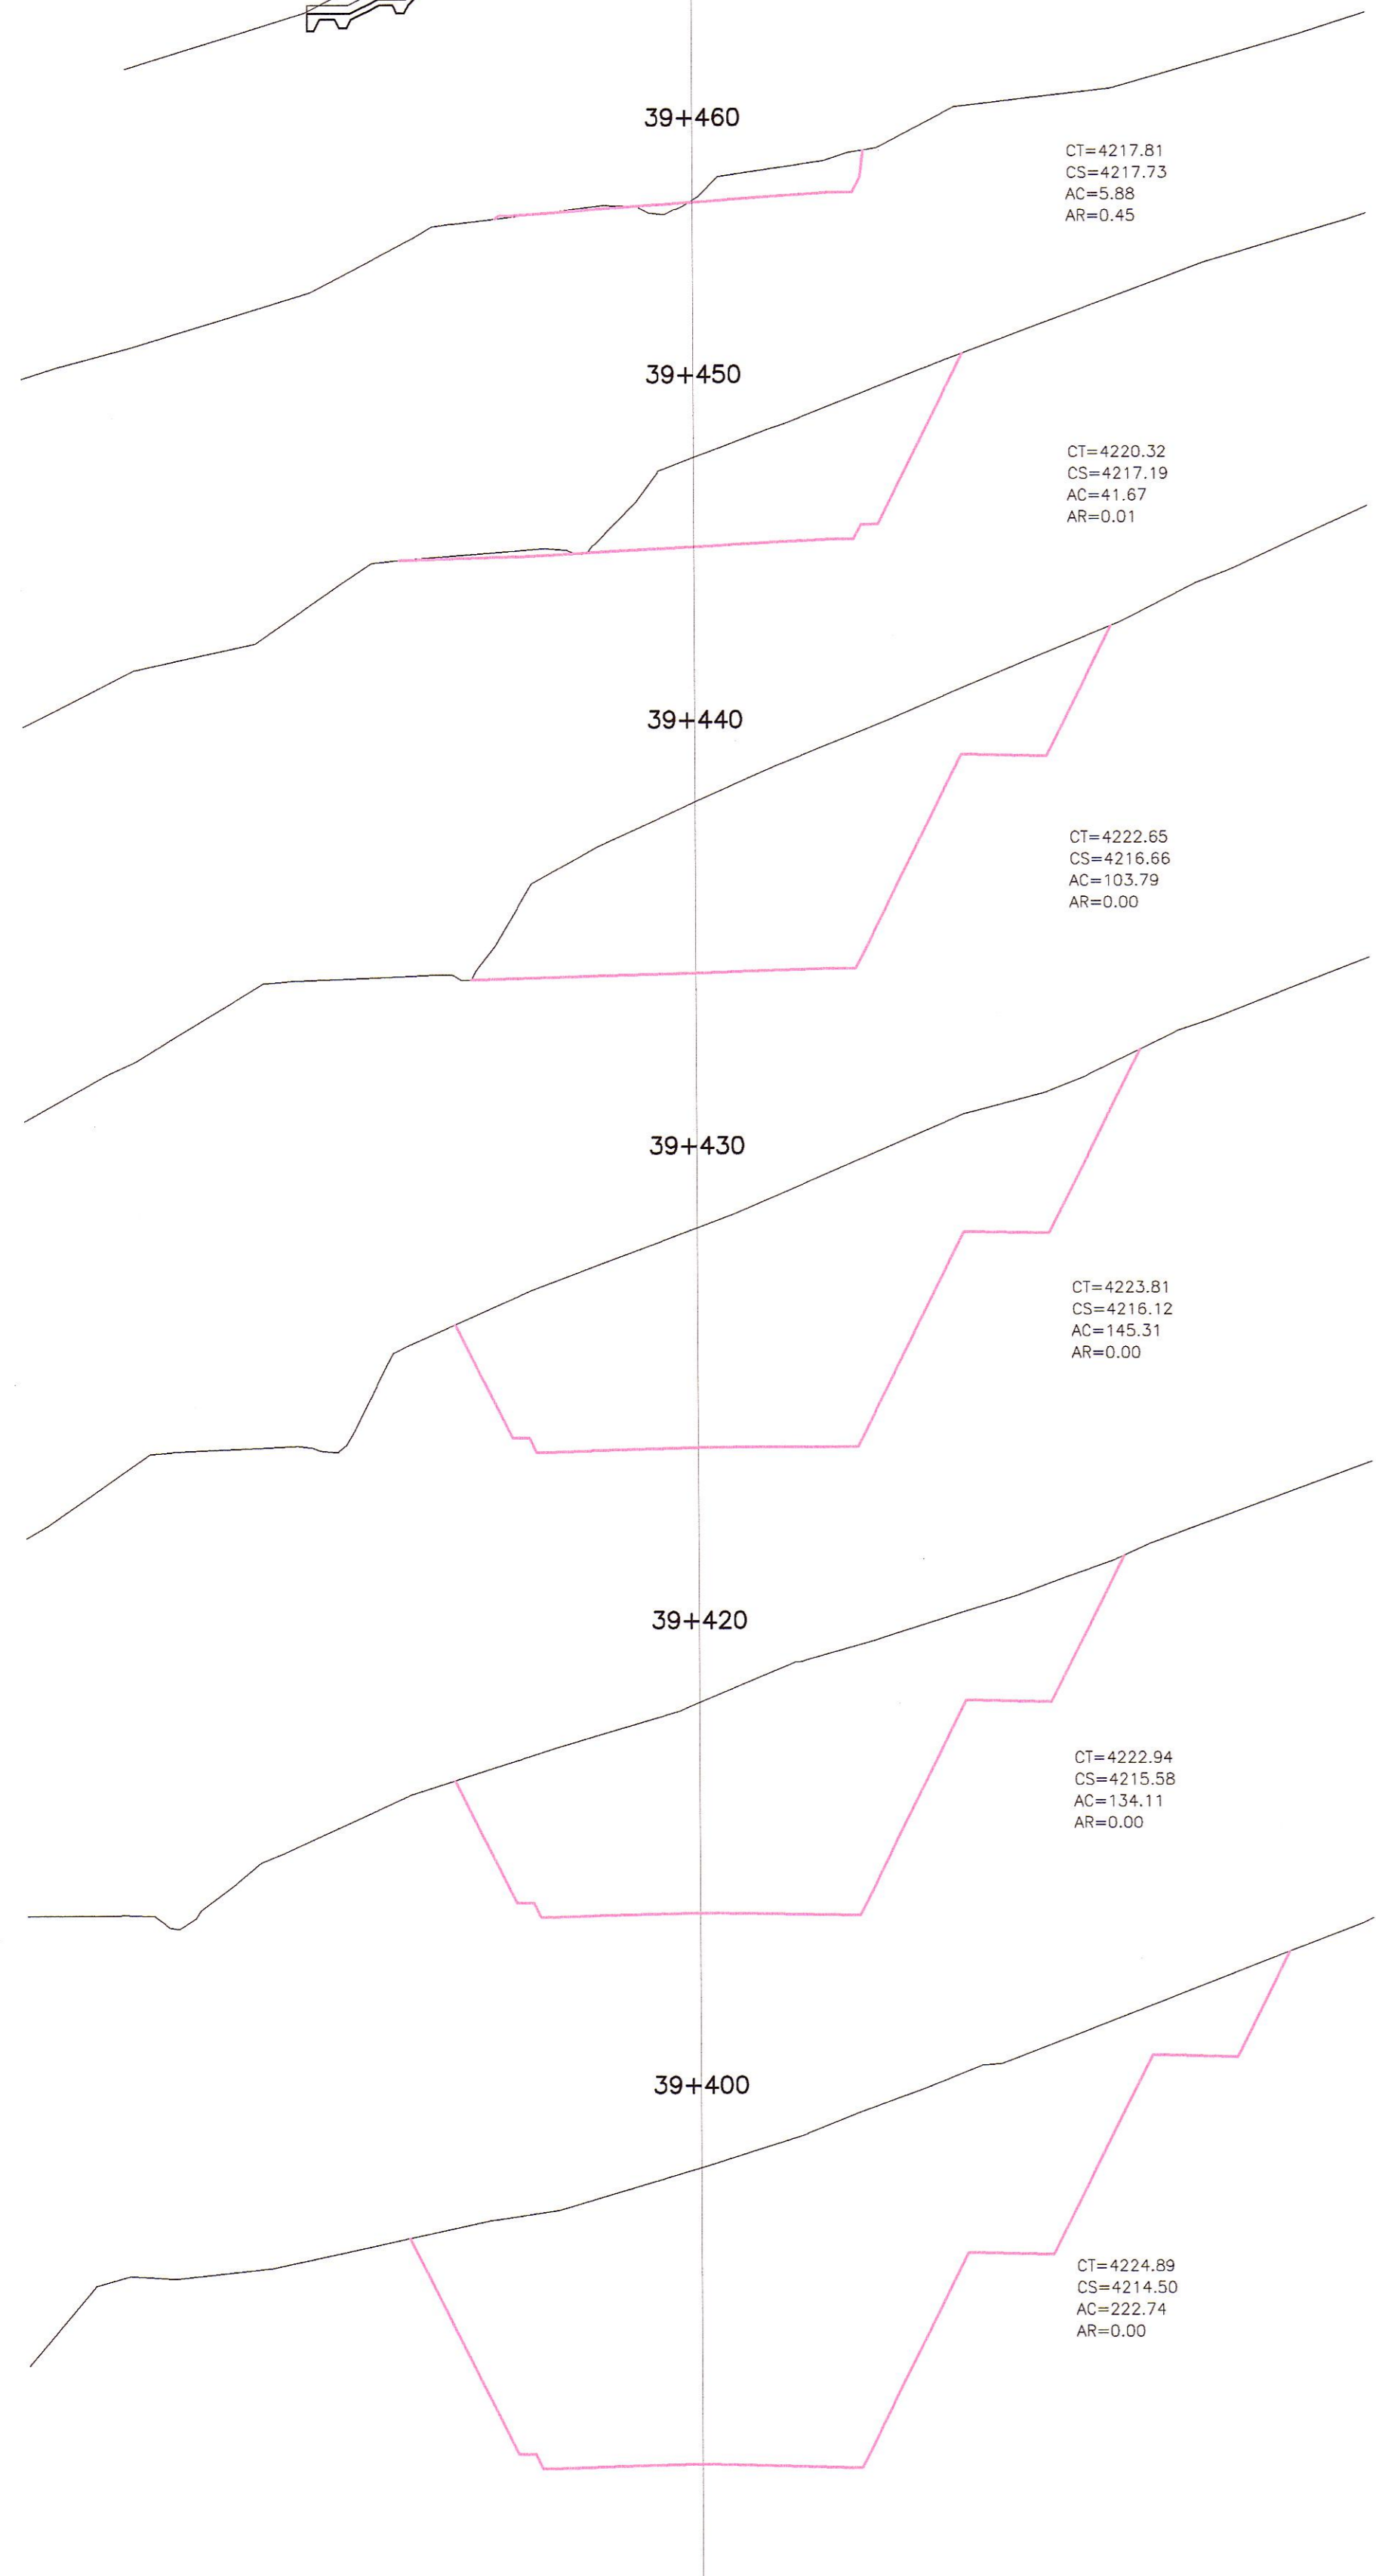 39+460
CT=4217.81
CS=4217.73
AC=5.88
AR=0.45
39+450
CT=4220.32
CS=4217.19
AC=41.67
AR=0.01
39+440
CT=4222.65
CS=4216.66
AC=103.79
AR=0.00
39+430
CT=4223.81
CS=4216.12
AC=145.31
AR=0.00
39+420
CT=4222.94
CS=4215.58
AC=134.11
AR=0.00
39+400
CT=4224.89
CS=4214.50
AC=222.74
AR=0.00